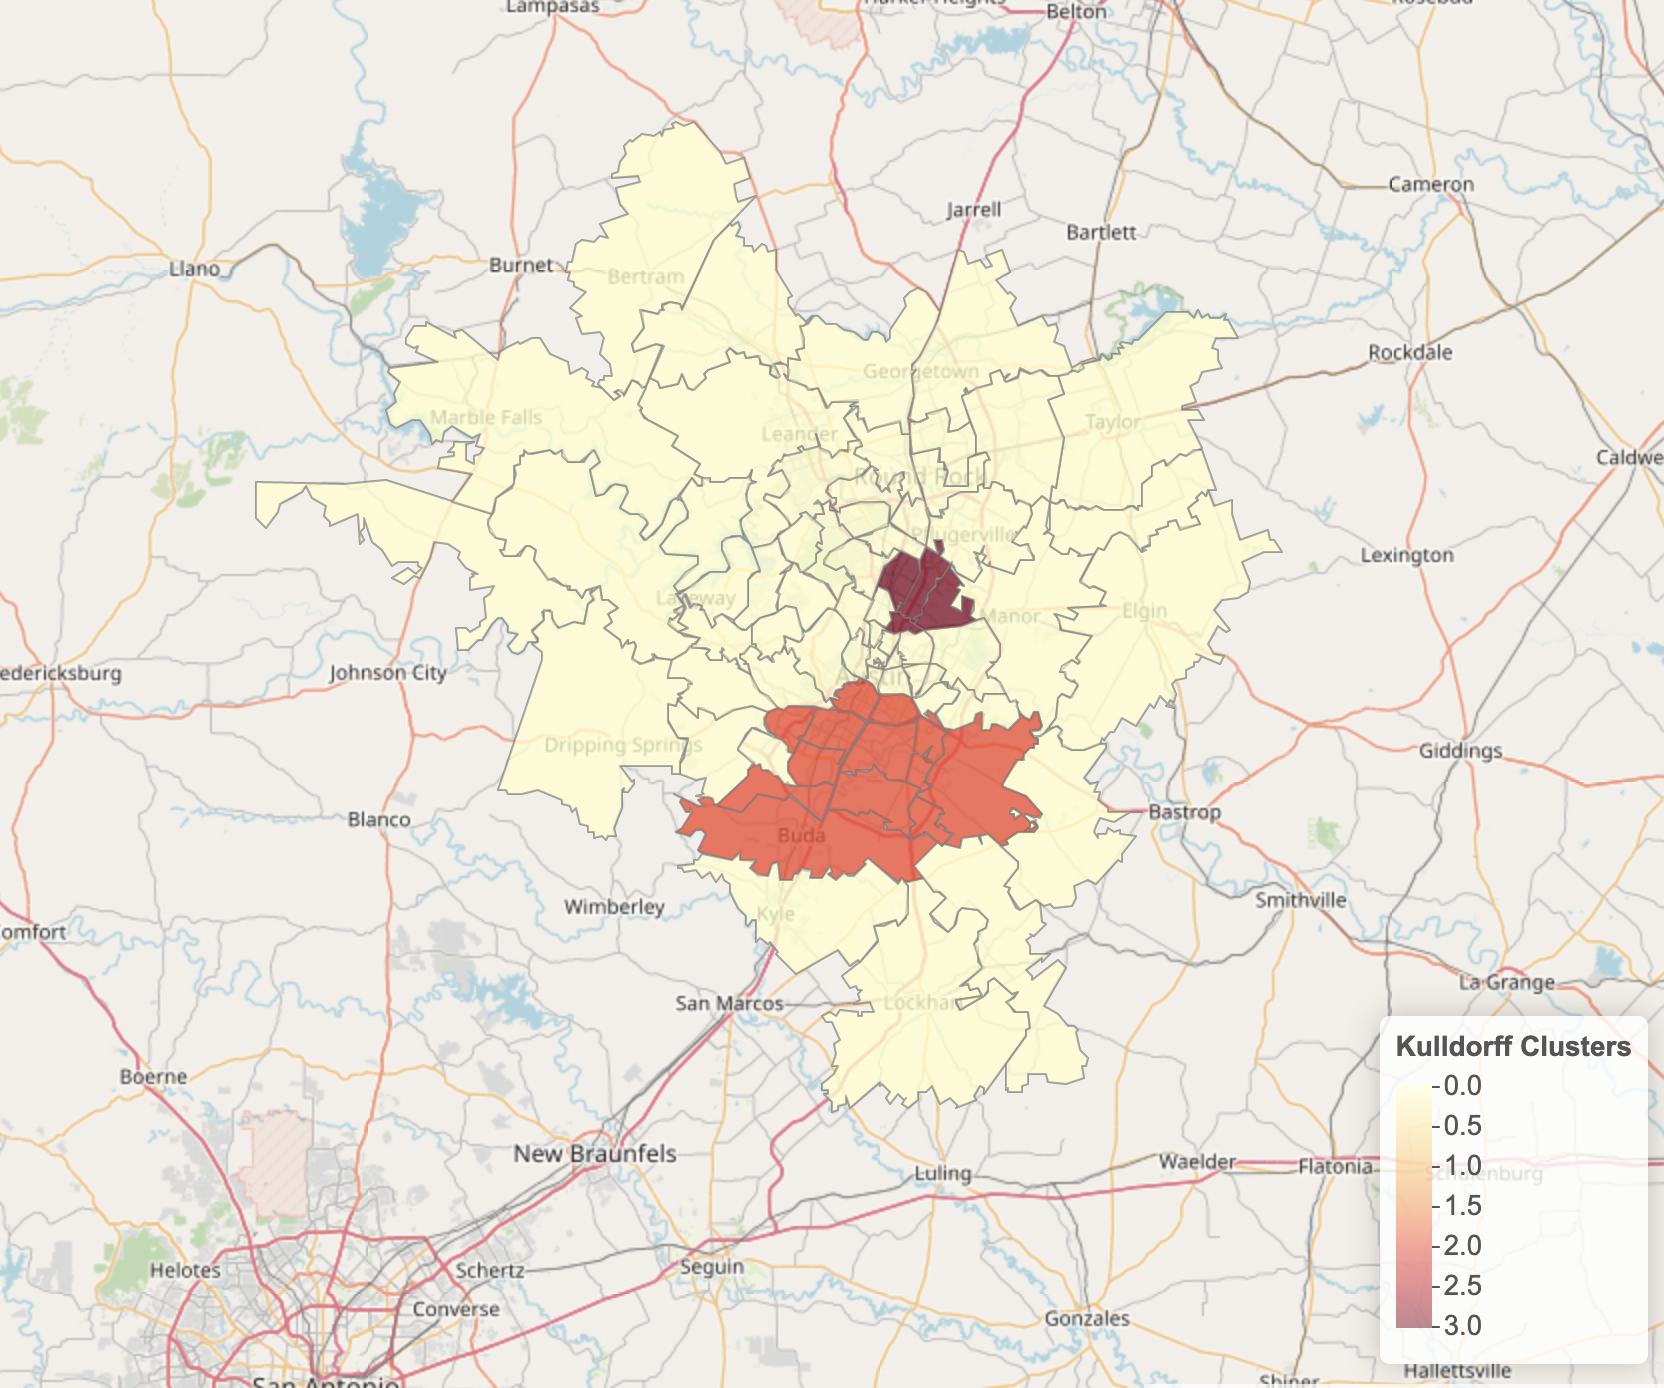 Lampasas
Harker Heights
Belton
Rosebud
Cameron
Jarrell
Bartlett
Llano
Burnet
Bertram
Rockdale
Georgetown
Marble Falls
Taylor
Leander
Caldwe
Round Rock
Pflugerville
Lexington
Lakeway
Manor
Elgin
edericksburg
Johnson City
Austin
Dripping Springs
Giddings
Blanco
Bastrop
Buda
Smithville
Wimberley
Kyle
omfort
La Grange
San Marcos
Lockhart
Kulldorff Clusters
0.0
0.5
1.0
1.5
2.0
2.5
3.0
Boerne
New Braunfels
Luling
Waelder
Flatonia
Schulenburg
Helotes
Schertz
Seguin
Converse
Gonzales
Hallettsville
San Antonio
Shiner